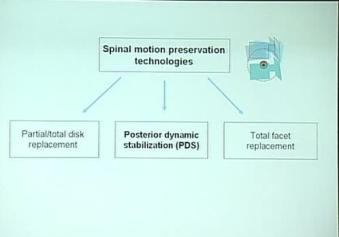 Spinal motion preservation
technologies
Partial/total disk
replacement
Posterior dynamic
stabilization (PDS)
Total facet
replacement